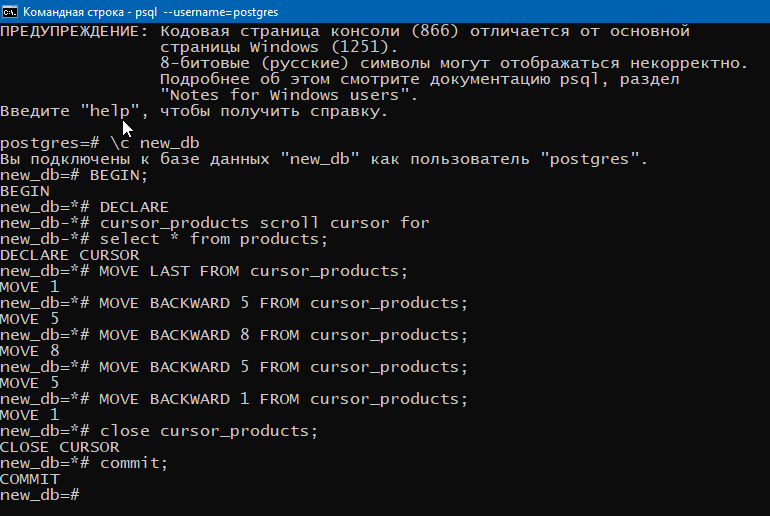 Командная строка - psql --username=postgres
ПРЕДУПРЕЖДЕНИЕ: Кодовая страница консоли (866) отличается от основной
страницы Windows (1251).
8-битовые (русские) символы могут отображаться некорректно.
Подробнее об этом смотрите документацию psql, раздел
"Notes for Windows users".
Введите "help", чтобы получить справку.
postgres=# \c new_db
Вы подключены к базе данных "new_db" как пользователь "postgres".
new_db=# BEGIN;
BEGIN
new_db=*# DECLARE
new_db-*# cursor_products scroll cursor for
new_db-*# select * from products;
DECLARE CURSOR
new_db=*# MOVE LAST FROM cursor_products;
MOVE 1
new_db=*# MOVE BACKWARD 5 FROM cursor_products;
MOVE 5
new_db=*# MOVE BACKWARD 8 FROM cursor_products;
MOVE 8
new_db=*# MOVE BACKWARD 5 FROM cursor_products;
MOVE 5
new_db=*# MOVE BACKWARD 1 FROM cursor_products;
MOVE 1
new_db=*# close cursor_products;
CLOSE CURSOR
new_db=*# commit;
COMMIT
new_db=#